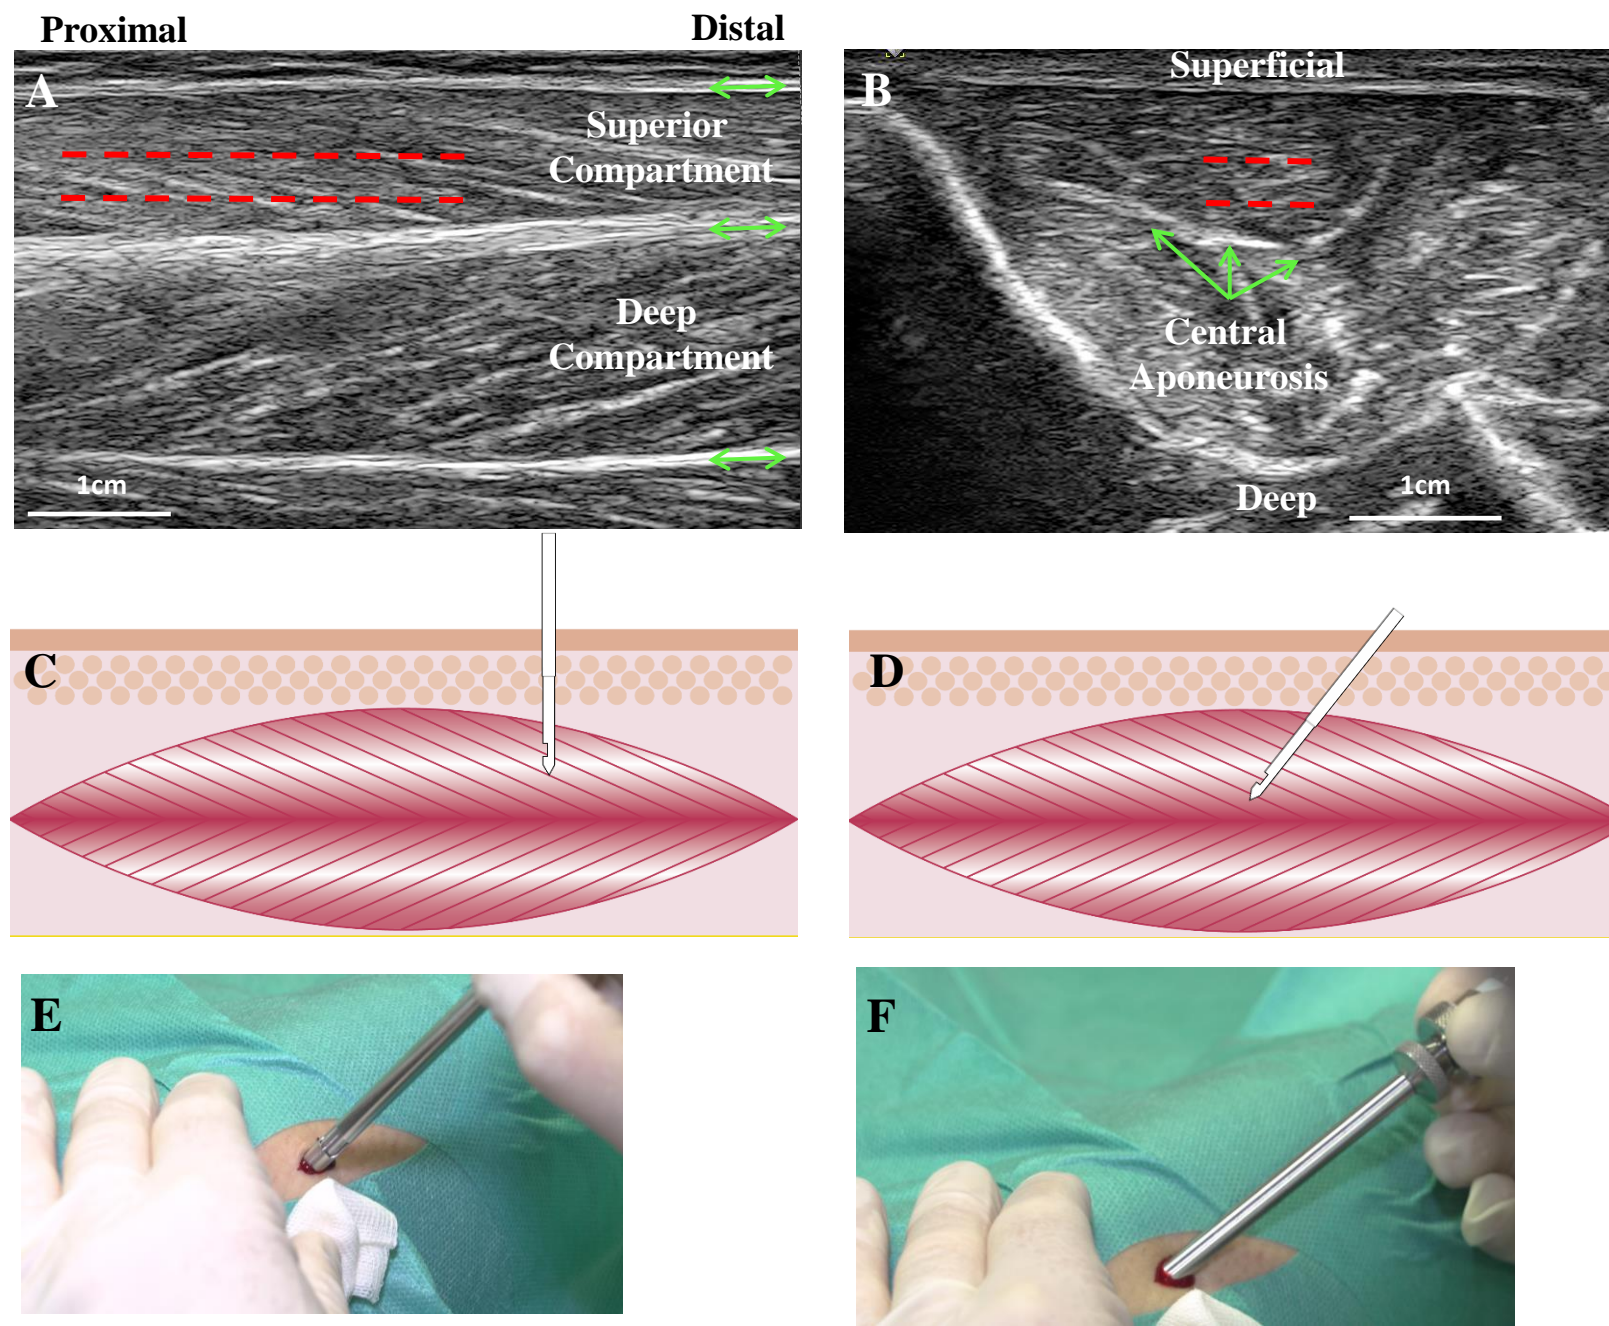 Proximal
Distal
A
Superior
Compartment
Deep
Compartment
1cm
B
Superficial
Central
Aponeurosis
Deep
1cm
C
D
E
F